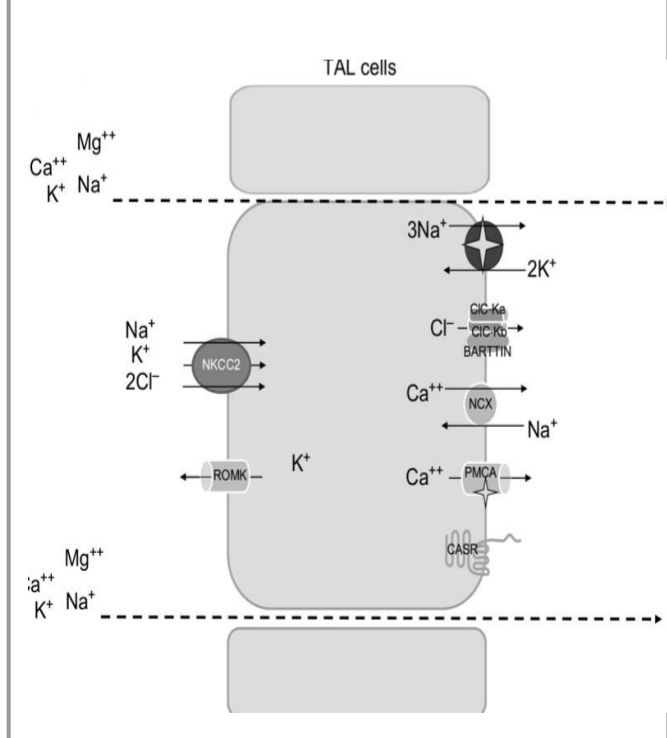 TAL cells
Mg⁺⁺
Ca⁺⁺
K⁺ Na⁺
3Na⁺
2K⁺
ClC-Ka
Cl⁻ ClC-Kb
BARTTIN
Na⁺
K⁺
2Cl⁻
NKCC2
Ca⁺⁺
NCX
Na⁺
ROMK
K⁺
Ca⁺⁺ PMCA
CASR
Mg⁺⁺
a⁺⁺
K⁺ Na⁺